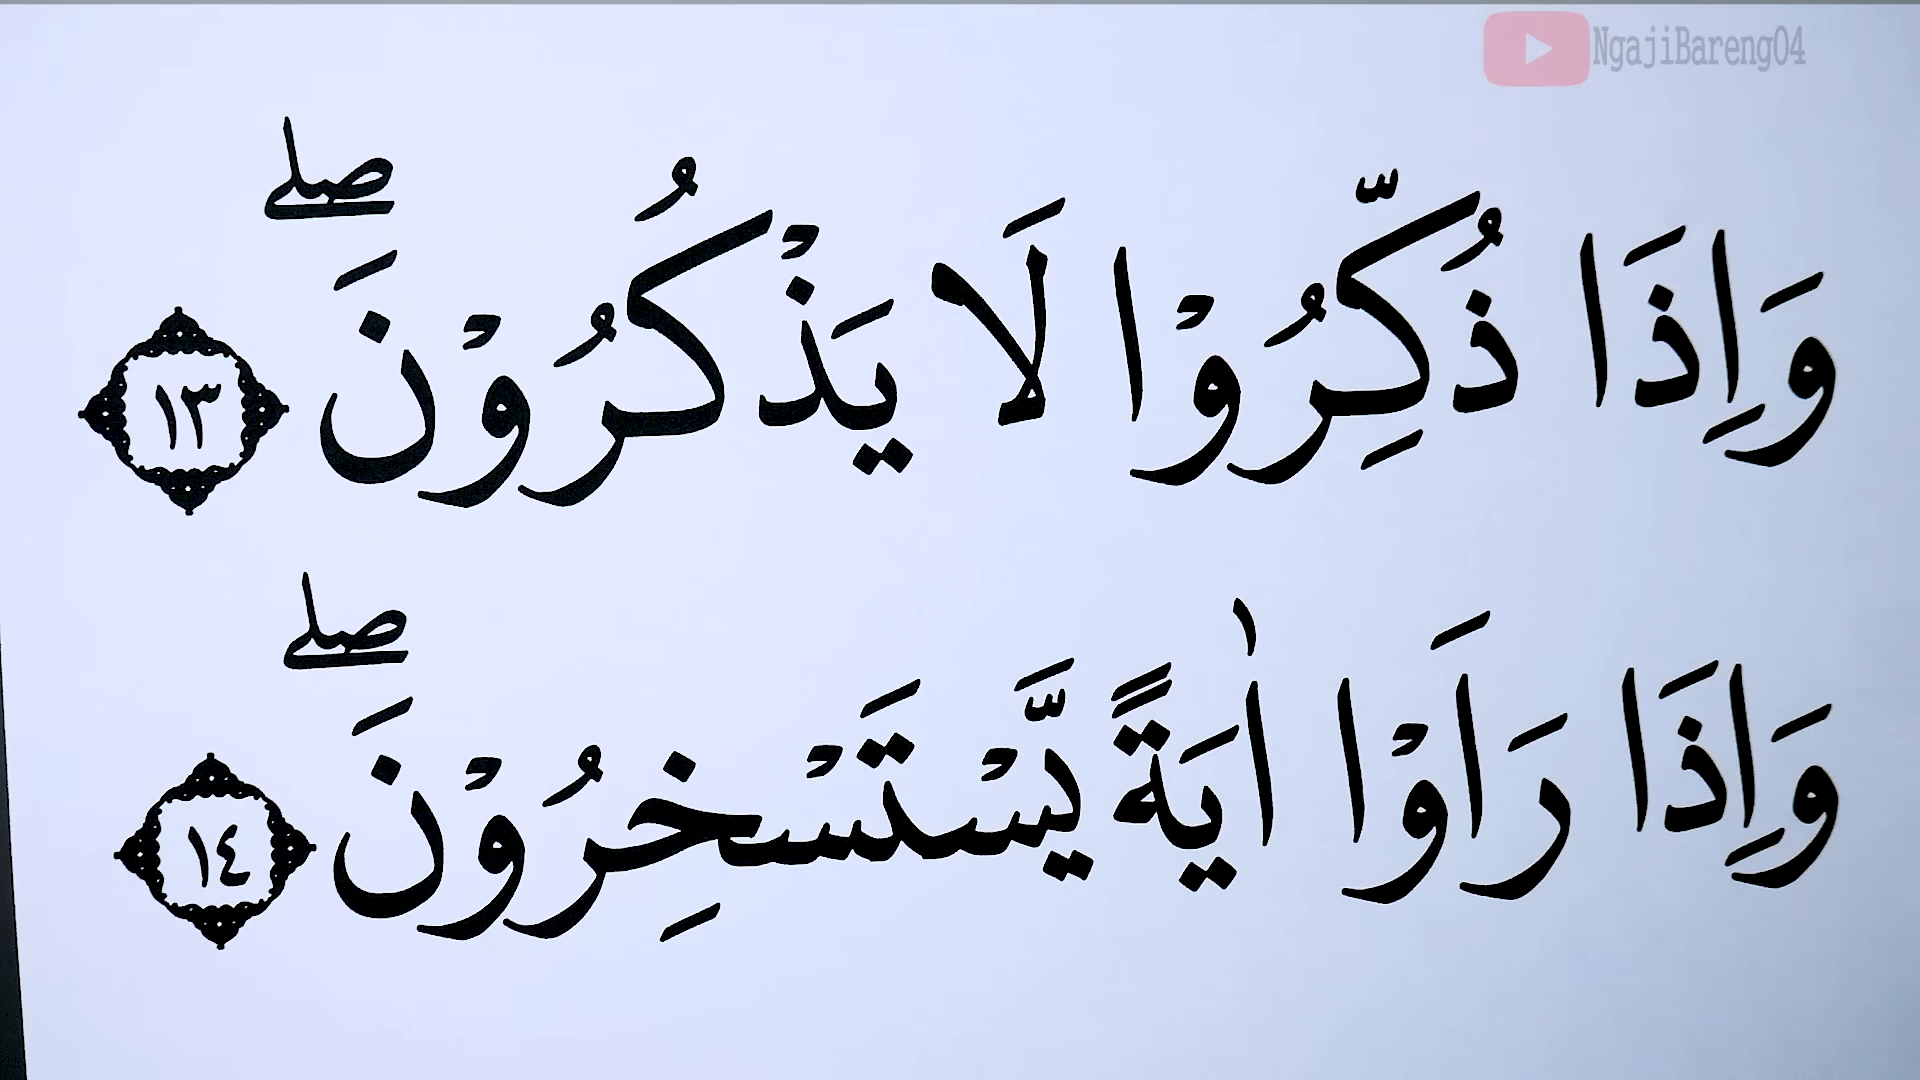 NgajiBareng04
وَاِذَا ذُكِّرُوْا لَا يَذْكُرُوْنَۖ ١٣
وَاِذَا رَاَوْا اٰيَةً يَّسْتَسْخِرُوْنَۖ ١٤